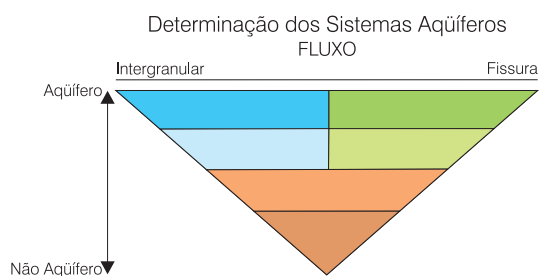 Determinação dos Sistemas Aqüíferos
FLUXO
Intergranular
Fissura
Aqüífero
Não Aqüífero